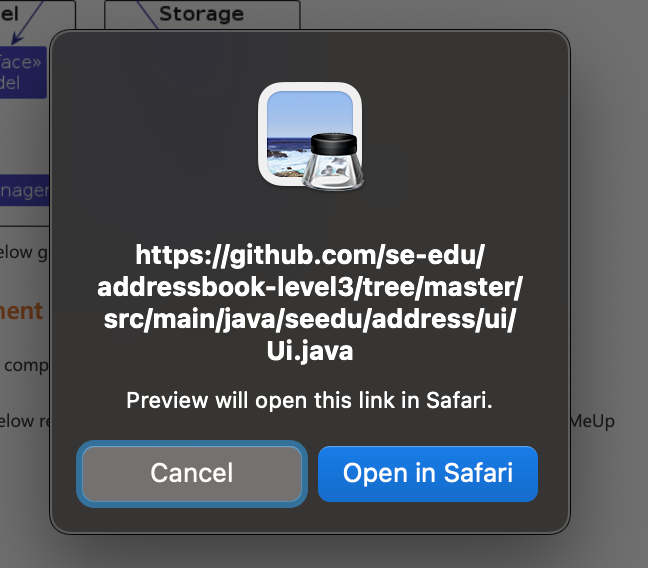 el
Storage
face»
del
nager
https://github.com/se-edu/
addressbook-level3/tree/master/
src/main/java/seedu/address/ui/
Ui.java
elow g
nent
comp
Preview will open this link in Safari.
elow re
MeUp
Cancel
Open in Safari